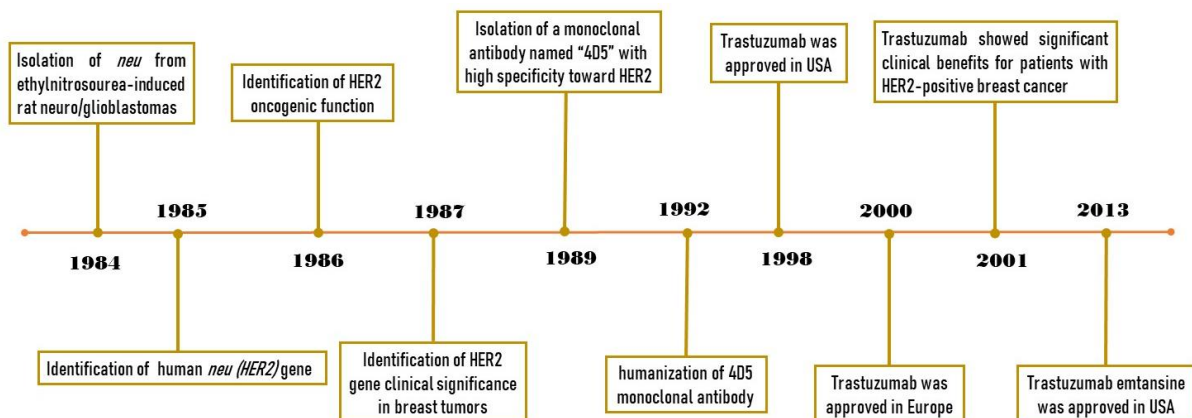 Isolation of neu from
ethylnitrosourea-induced
rat neuro/glioblastomas
Identification of HER2
oncogenic function
Isolation of a monoclonal
antibody named “4D5” with
high specificity toward HER2
Trastuzumab was
approved in USA
Trastuzumab showed significant
clinical benefits for patients with
HER2-positive breast cancer
1985
1987
1992
2000
2013
1984
1986
1989
1998
2001
Identification of human neu (HER2) gene
Identification of HER2
gene clinical significance
in breast tumors
humanization of 4D5
monoclonal antibody
Trastuzumab was
approved in Europe
Trastuzumab emtansine
was approved in USA